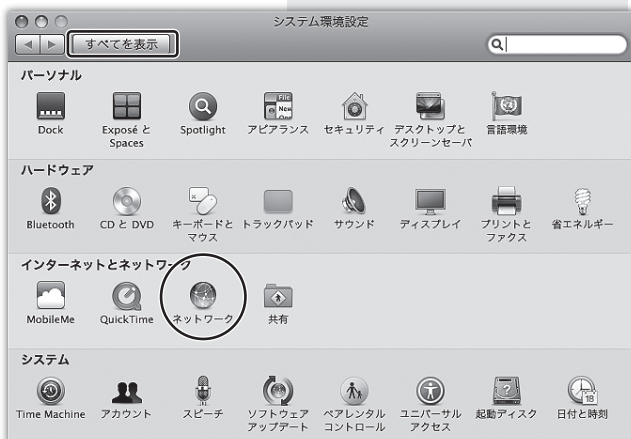 システム環境設定
すべてを表示
パーソナル
Dock
Exposé と
Spaces
Spotlight
アピアランス
セキュリティ
デスクトップと
スクリーンセーバ
言語環境
ハードウェア
Bluetooth
CD と DVD
キーボードと
マウス
トラックパッド
サウンド
ディスプレイ
プリントと
ファクス
省エネルギー
インターネットとネットワーク
MobileMe
QuickTime
ネットワーク
共有
システム
Time Machine
アカウント
スピーチ
ソフトウェア
アップデート
ペアレンタル
コントロール
ユニバーサル
アクセス
起動ディスク
18
日付と時刻